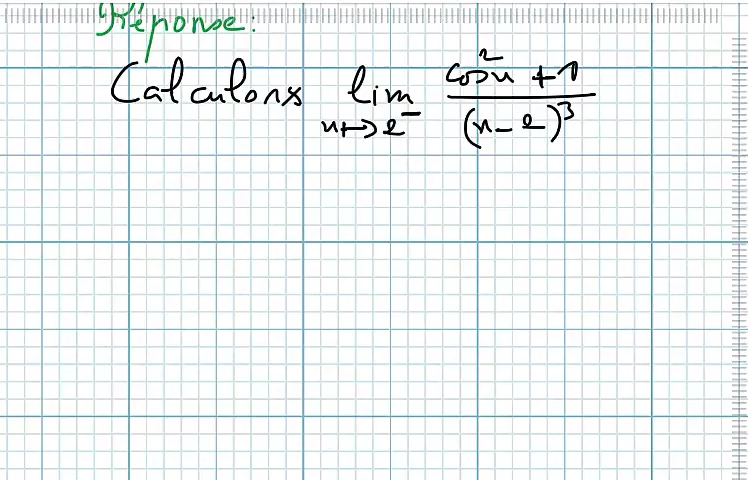 Réponse:
Calculons lim x→2⁻ (cos²x + 1)/(x - 2)³